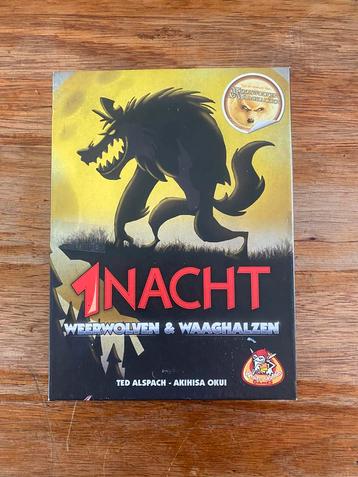 1NACHT
WEERWOLVEN & WAAGHALZEN
TED ALSPACH - AKIHISA OKUI